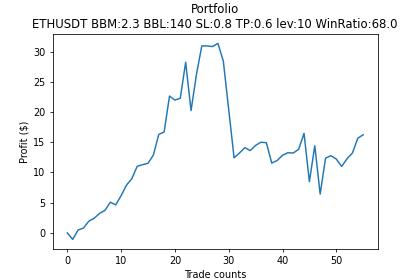 Portfolio
ETHUSDT BBM:2.3 BBL:140 SL:0.8 TP:0.6 lev:10 WinRatio:68.0
Profit ($)
30
25
20
15
10
5
0
0 10 20 30 40 50
Trade counts